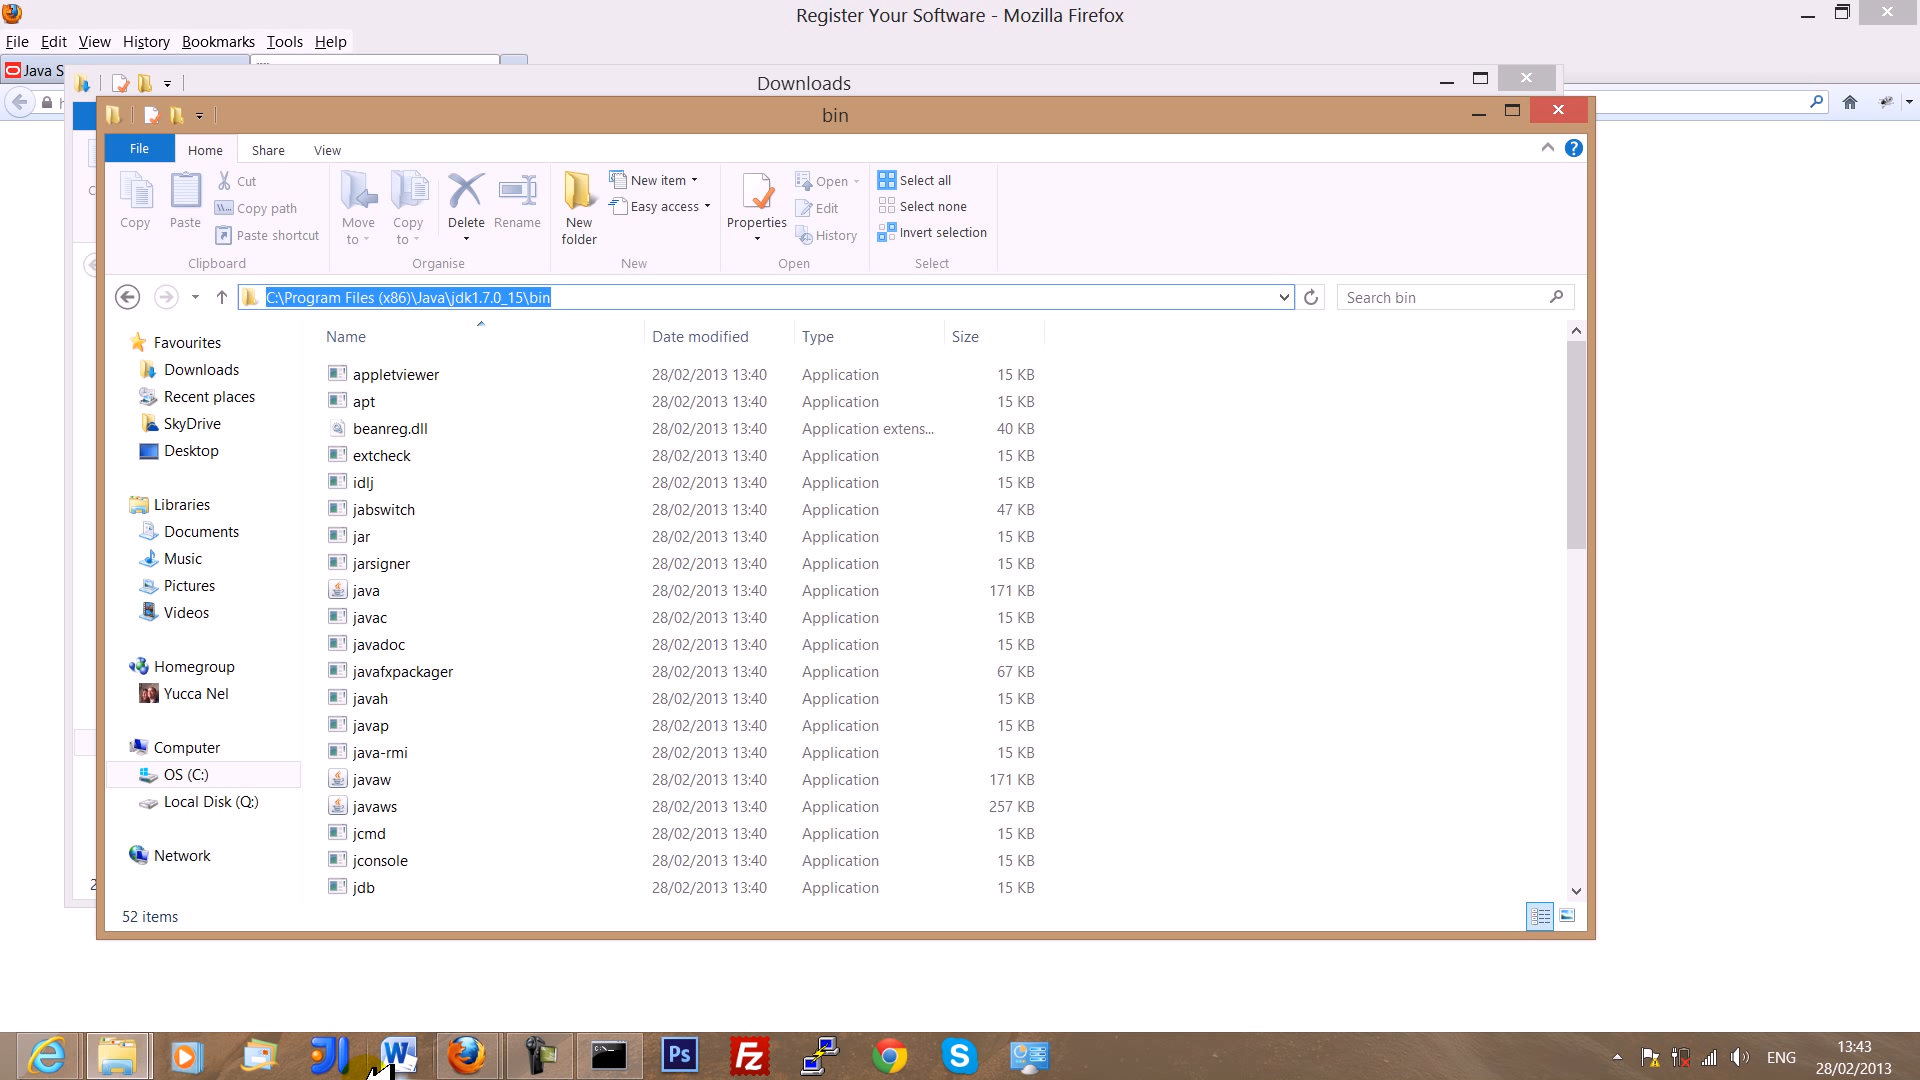 Register Your Software - Mozilla Firefox
File Edit View History Bookmarks Tools Help
Java S
Downloads
bin
File Home Share View
Copy
Paste
Cut
Copy path
Paste shortcut
Clipboard
Move to
Copy to
Delete
Rename
Organise
New folder
New item
Easy access
New
Properties
Open
Edit
History
Open
Select all
Select none
Invert selection
Select
C:\Program Files (x86)\Java\jdk1.7.0_15\bin
Search bin
Favourites
Downloads
Recent places
SkyDrive
Desktop
Libraries
Documents
Music
Pictures
Videos
Homegroup
Yucca Nel
Computer
OS (C:)
Local Disk (Q:)
Network
Name Date modified Type Size
appletviewer 28/02/2013 13:40 Application 15 KB
apt 28/02/2013 13:40 Application 15 KB
beanreg.dll 28/02/2013 13:40 Application extens... 40 KB
extcheck 28/02/2013 13:40 Application 15 KB
idlj 28/02/2013 13:40 Application 15 KB
jabswitch 28/02/2013 13:40 Application 47 KB
jar 28/02/2013 13:40 Application 15 KB
jarsigner 28/02/2013 13:40 Application 15 KB
java 28/02/2013 13:40 Application 171 KB
javac 28/02/2013 13:40 Application 15 KB
javadoc 28/02/2013 13:40 Application 15 KB
javafxpackager 28/02/2013 13:40 Application 67 KB
javah 28/02/2013 13:40 Application 15 KB
javap 28/02/2013 13:40 Application 15 KB
java-rmi 28/02/2013 13:40 Application 15 KB
javaw 28/02/2013 13:40 Application 171 KB
javaws 28/02/2013 13:40 Application 257 KB
jcmd 28/02/2013 13:40 Application 15 KB
jconsole 28/02/2013 13:40 Application 15 KB
jdb 28/02/2013 13:40 Application 15 KB
52 items
Ps
Fz
ENG
13:43
28/02/2013